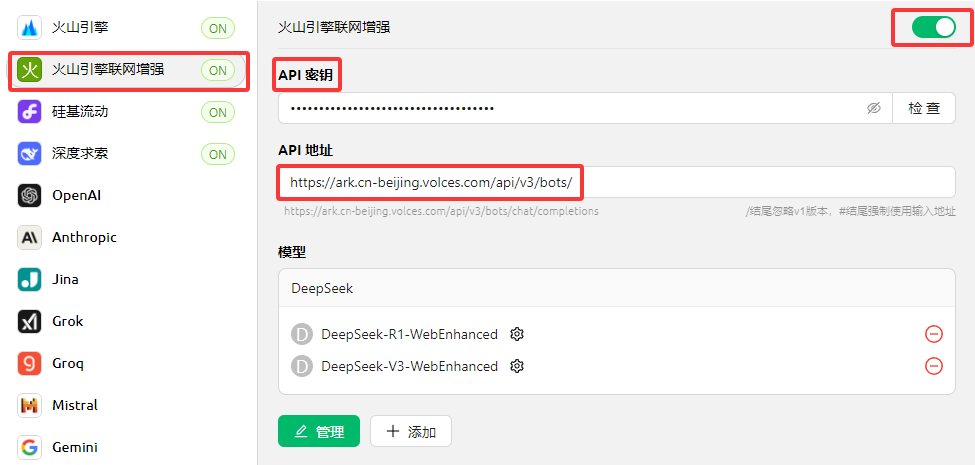 火山引擎
ON
火
火山引擎联网增强
ON
硅基流动
ON
深度求索
ON
OpenAI
Anthropic
Jina
Grok
Groq
Mistral
Gemini
火山引擎联网增强
API 密钥
••••••••••••••••••••••••••••••••••••
检 查
API 地址
https://ark.cn-beijing.volces.com/api/v3/bots/
https://ark.cn-beijing.volces.com/api/v3/bots/chat/completions
/结尾忽略v1版本，#结尾强制使用输入地址
模型
DeepSeek
D DeepSeek-R1-WebEnhanced
D DeepSeek-V3-WebEnhanced
管理
添加